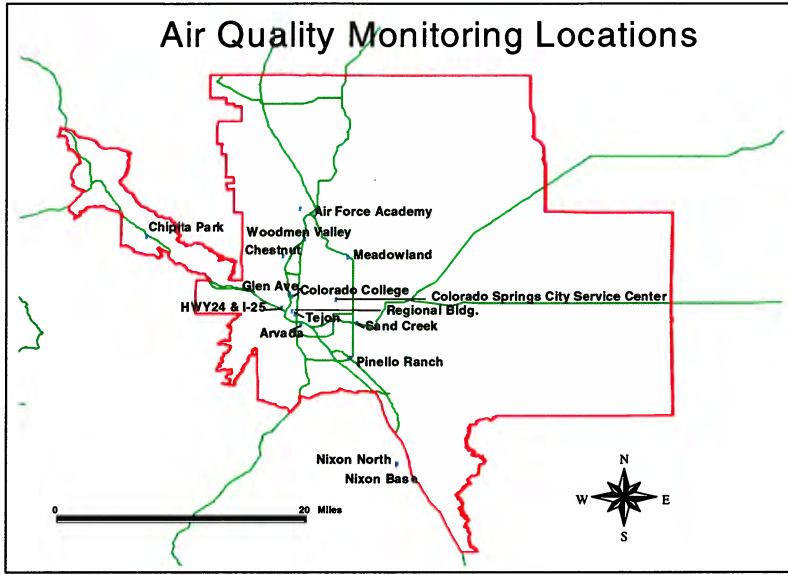 Air Quality Monitoring Locations
Air Force Academy
Chipita Park
Woodmen Valley
Chestnut
Meadowland
Glen Ave
Colorado College
Colorado Springs City Service Center
HWY24 & I-25
Regional Bldg.
Tejon
Sand Creek
Arvada
Pinello Ranch
Nixon North
Nixon Base
N
W
E
S
0
20 Miles